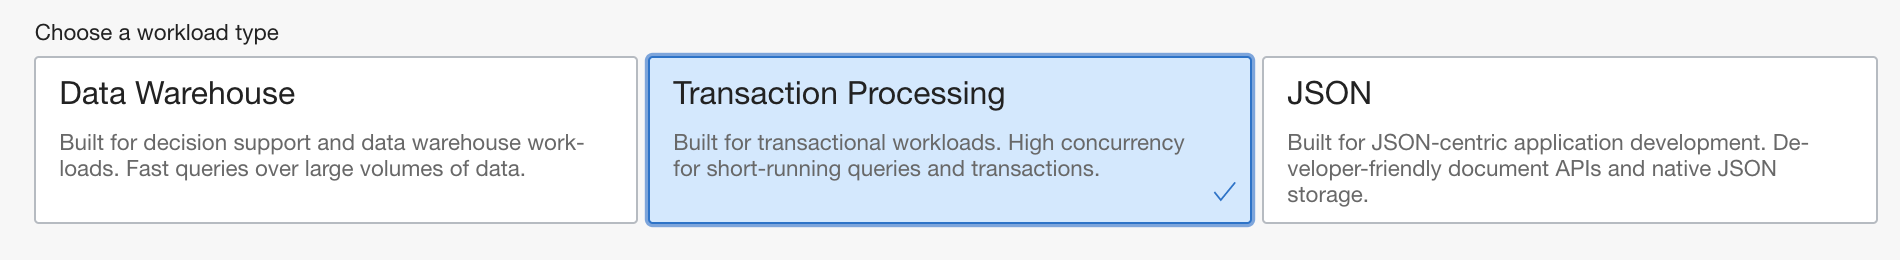 Choose a workload type
Data Warehouse
Built for decision support and data warehouse work-
loads. Fast queries over large volumes of data.
Transaction Processing
Built for transactional workloads. High concurrency
for short-running queries and transactions.
JSON
Built for JSON-centric application development. De-
veloper-friendly document APIs and native JSON
storage.